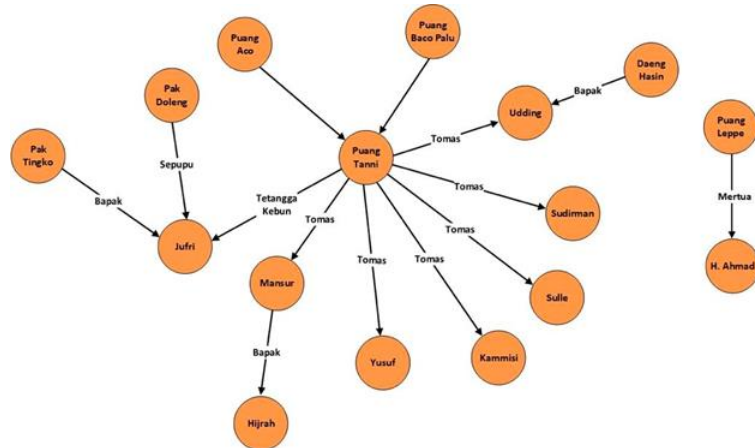 Puang
Aco
Puang
Baco Palu
Daeng
Hasin
Pak
Doleng
Bapak
Udding
Puang
Leppe
Tomas
Pak
Tingko
Puang
Tanni
Sepupu
Tomas
Tetangga
Kebun
Mertua
Bapak
Tomas
Sudirman
Tomas
Jufri
Tomas
Tomas
H. Ahmad
Mansur
Sulle
Bapak
Yusuf
Kammisi
Hijrah